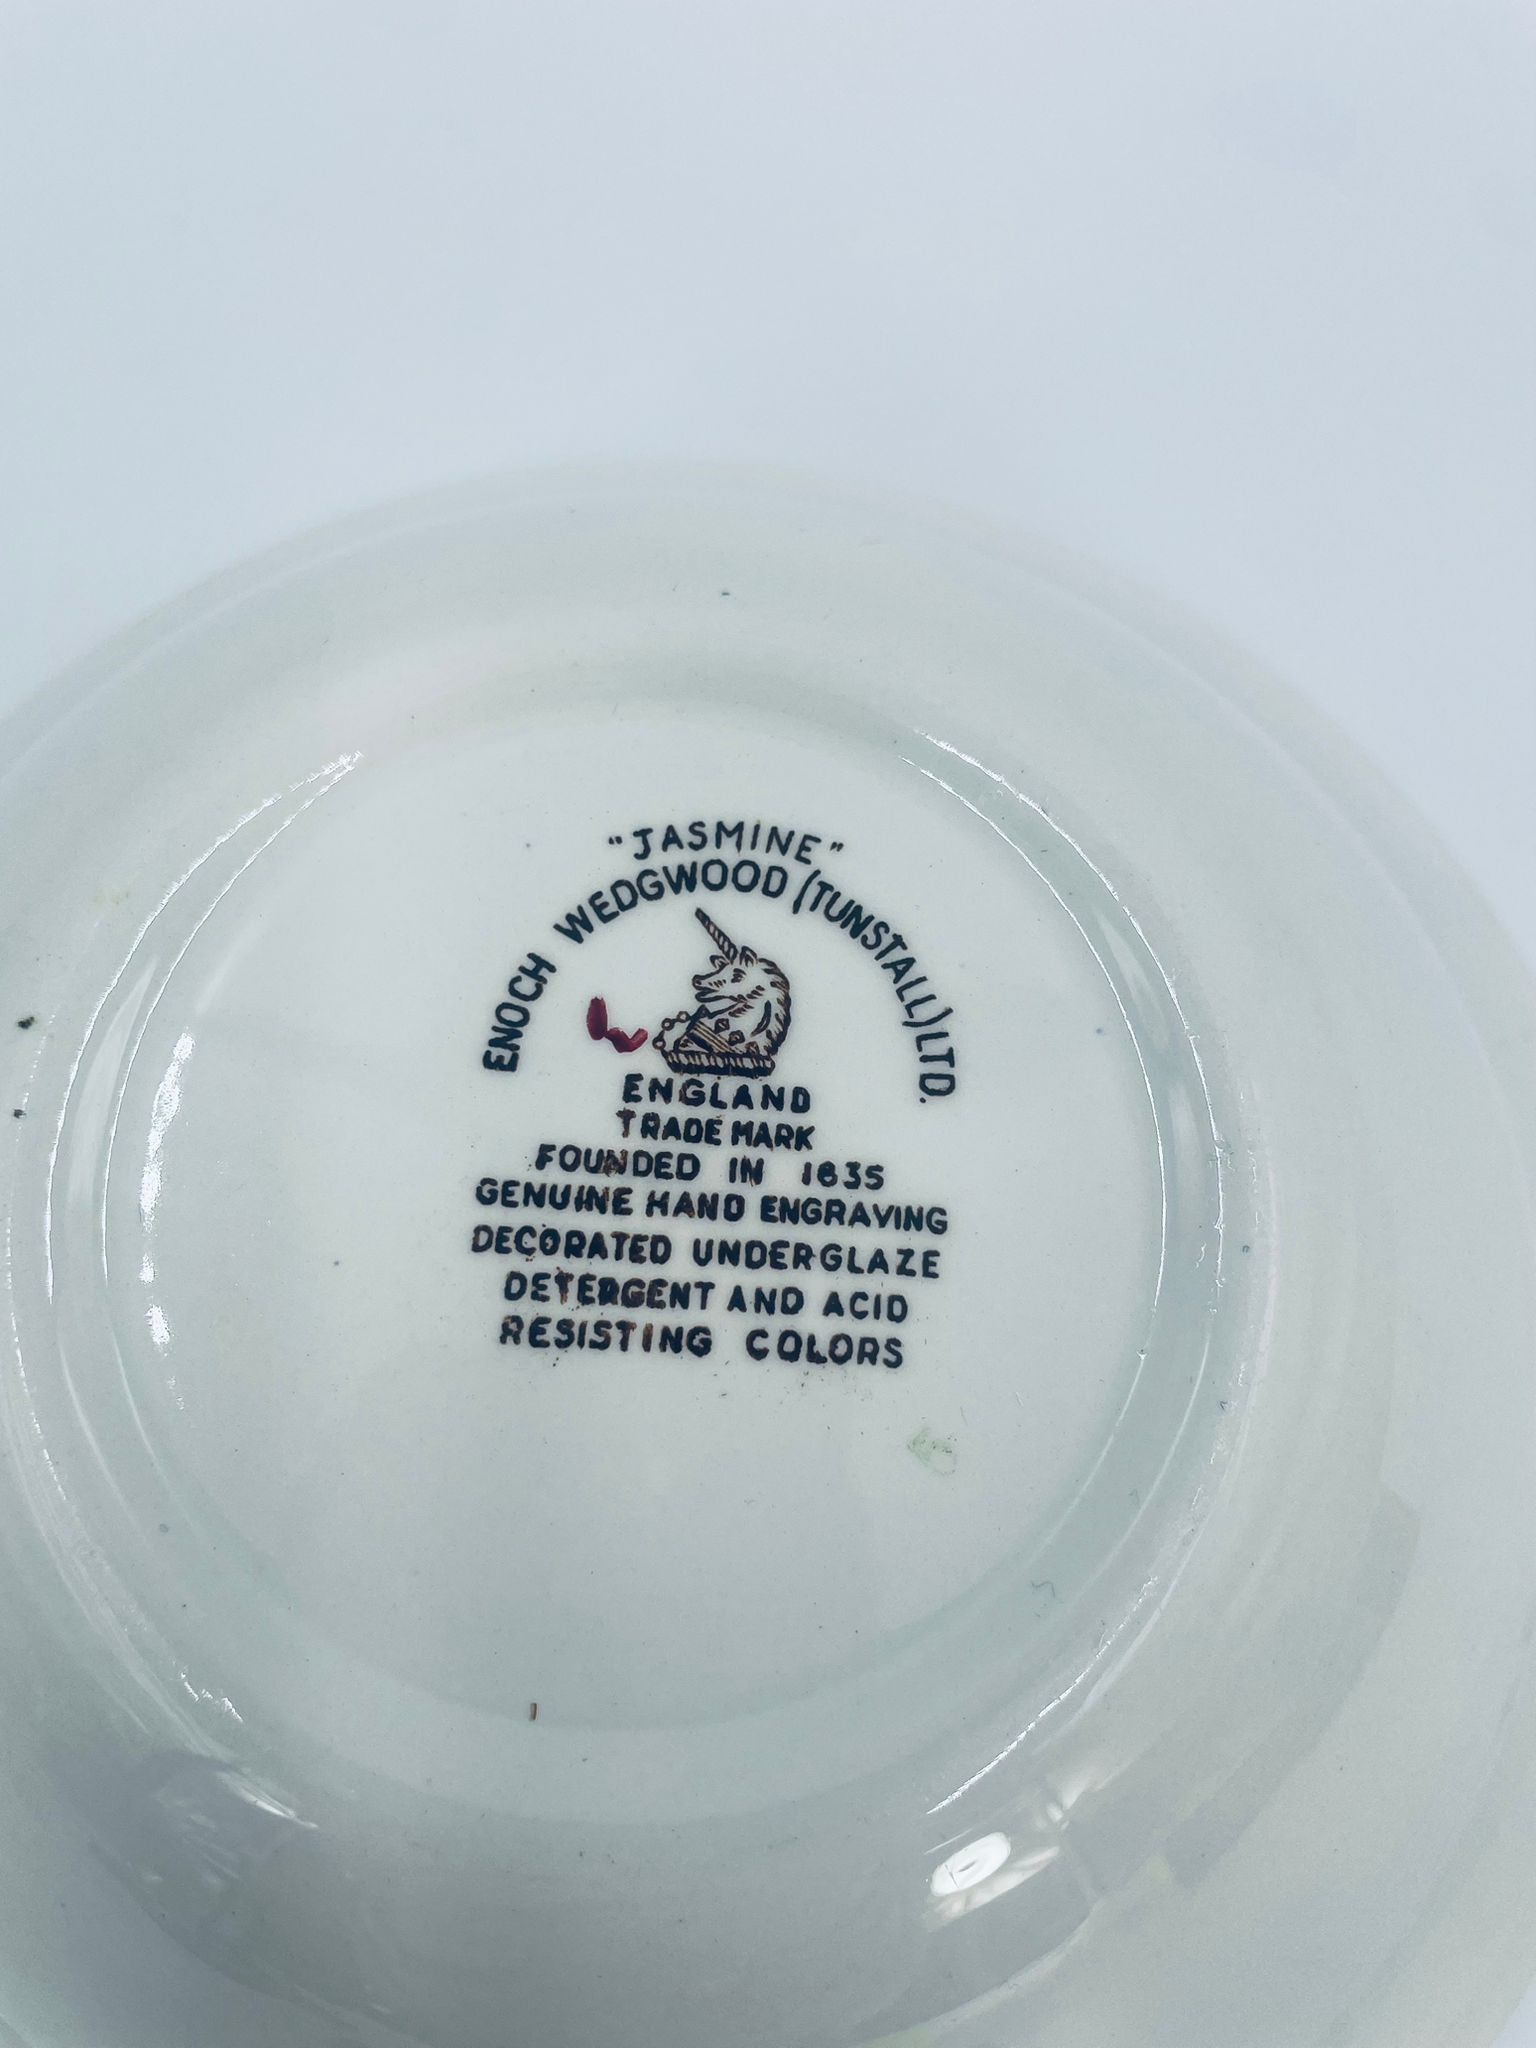 "JASMINE"
ENOCH WEDGWOOD (TUNSTALL) LTD.
ENGLAND
TRADE MARK
FOUNDED IN 1835
GENUINE HAND ENGRAVING
DECORATED UNDERGLAZE
DETERGENT AND ACID
RESISTING COLORS